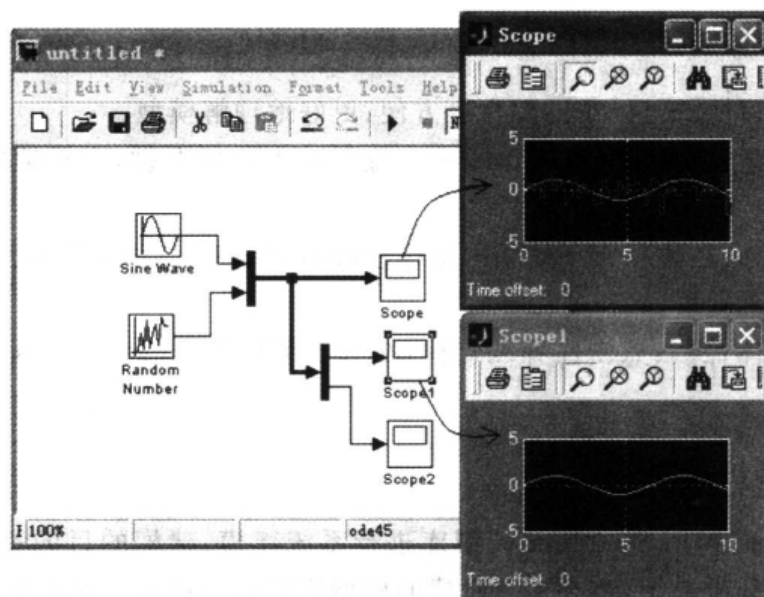 untitled *
File Edit View Simulation Format Tools Help
Sine Wave
Random
Number
Scope
Scope1
Scope2
100%
ode45
Scope
5
0
-5
0 5 10
Time offset: 0
Scope1
5
0
-5
0 5 10
Time offset: 0